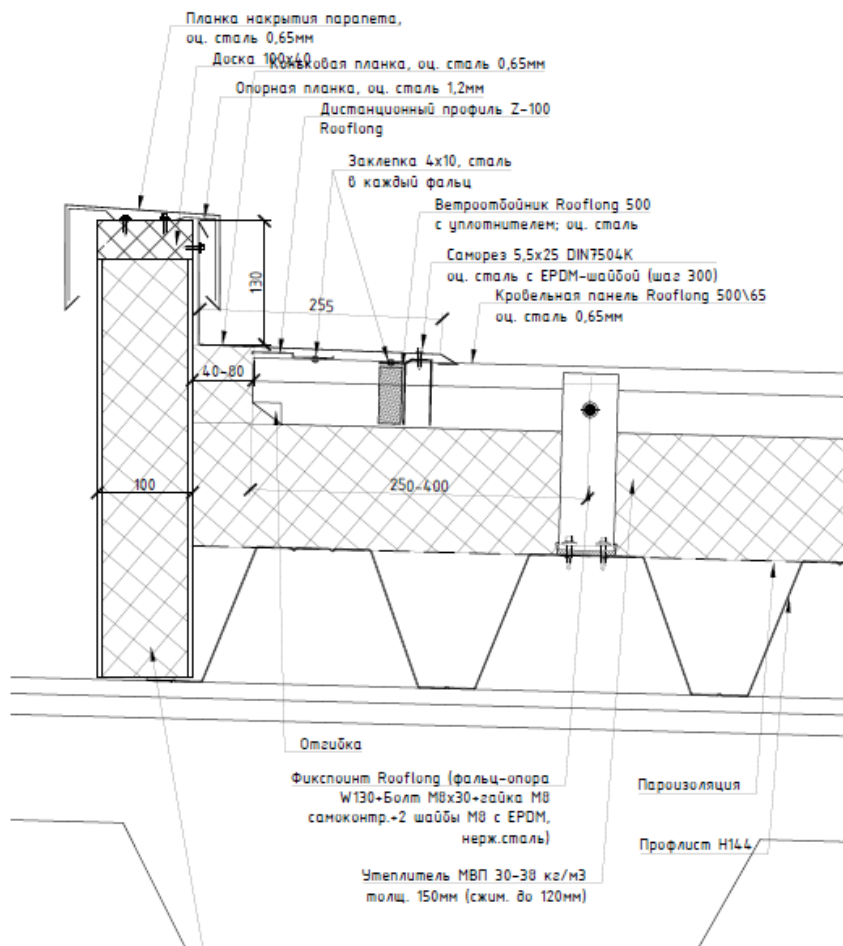 Планка накрытия парапета,
оц. сталь 0,65мм
Доска 100х40
Коньковая планка, оц. сталь 0,65мм
Опорная планка, оц. сталь 1,2мм
Дистанционный профиль Z-100
Rooflong
Заклепка 4х10, сталь
в каждый фальц
Ветроотбойник Rooflong 500
с уплотнителем; оц. сталь
Саморез 5,5х25 DIN7504K
оц. сталь с EPDM-шайбой (шаг 300)
Кровельная панель Rooflong 500\65
оц. сталь 0,65мм
130
255
40-80
100
250-400
Отгибка
Фикспоинт Rooflong (фальц-опора
W130+Болт М8х30+гайка М8
самоконтр.+2 шайбы М8 с EPDM,
нерж.сталь)
Пароизоляция
Профлист Н144
Утеплитель МВП 30-38 кг/м3
толщ. 150мм (сжим. до 120мм)